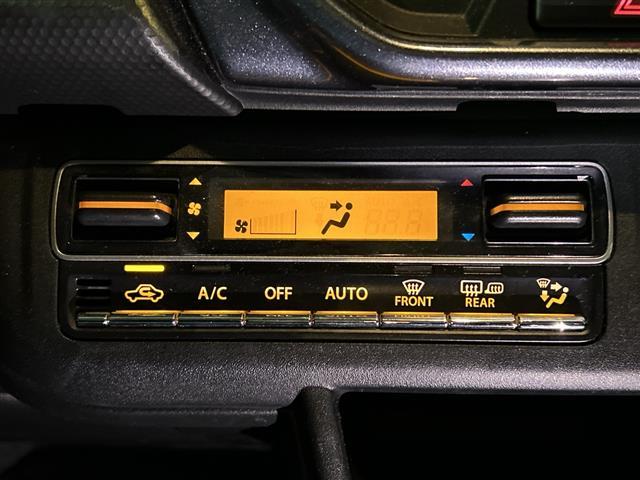 A/C OFF AUTO FRONT REAR